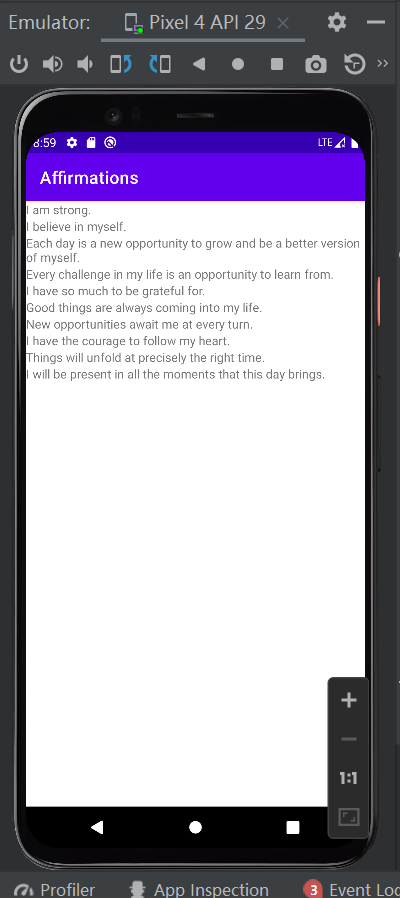 Emulator: Pixel 4 API 29
8:59 LTE
Affirmations
I am strong.
I believe in myself.
Each day is a new opportunity to grow and be a better version
of myself.
Every challenge in my life is an opportunity to learn from.
I have so much to be grateful for.
Good things are always coming into my life.
New opportunities await me at every turn.
I have the courage to follow my heart.
Things will unfold at precisely the right time.
I will be present in all the moments that this day brings.
1:1
Profiler App Inspection 3 Event Loc